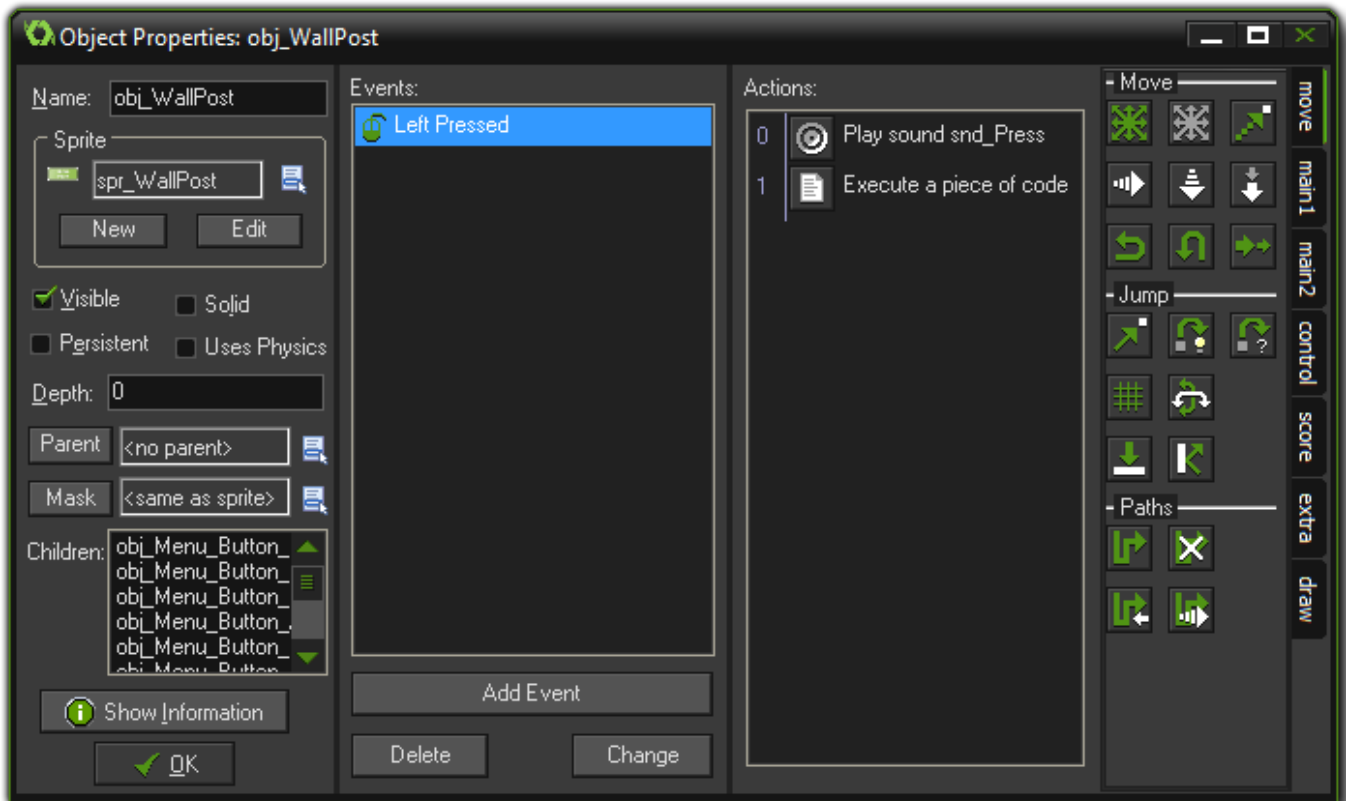 Object Properties: obj_WallPost
Name: obj_WallPost
Sprite
spr_WallPost
New Edit
Visible Solid
Persistent Uses Physics
Depth: 0
Parent <no parent>
Mask <same as sprite>
Children: obj_Menu_Button_
obj_Menu_Button_
obj_Menu_Button_
obj_Menu_Button_
obj_Menu_Button_
obj_Menu_Button
Show Information
OK
Events:
Left Pressed
Add Event
Delete Change
Actions:
0 Play sound snd_Press
1 Execute a piece of code
Move
Jump
Paths
move
main1
main2
control
score
extra
draw